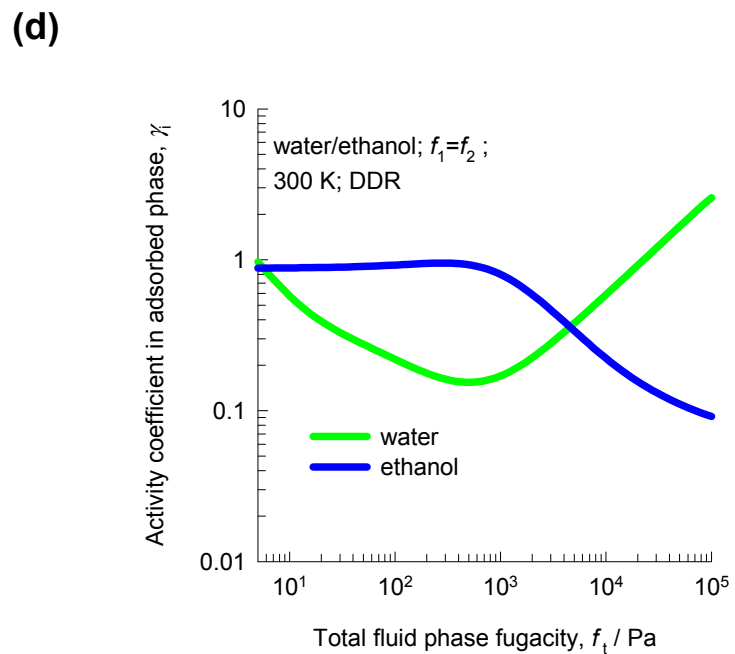 (d)
Activity coefficient in adsorbed phase, γi
10
1
0.1
0.01
water/ethanol; f1=f2 ;
300 K; DDR
water
ethanol
10¹ 10² 10³ 10⁴ 10⁵
Total fluid phase fugacity, ft / Pa